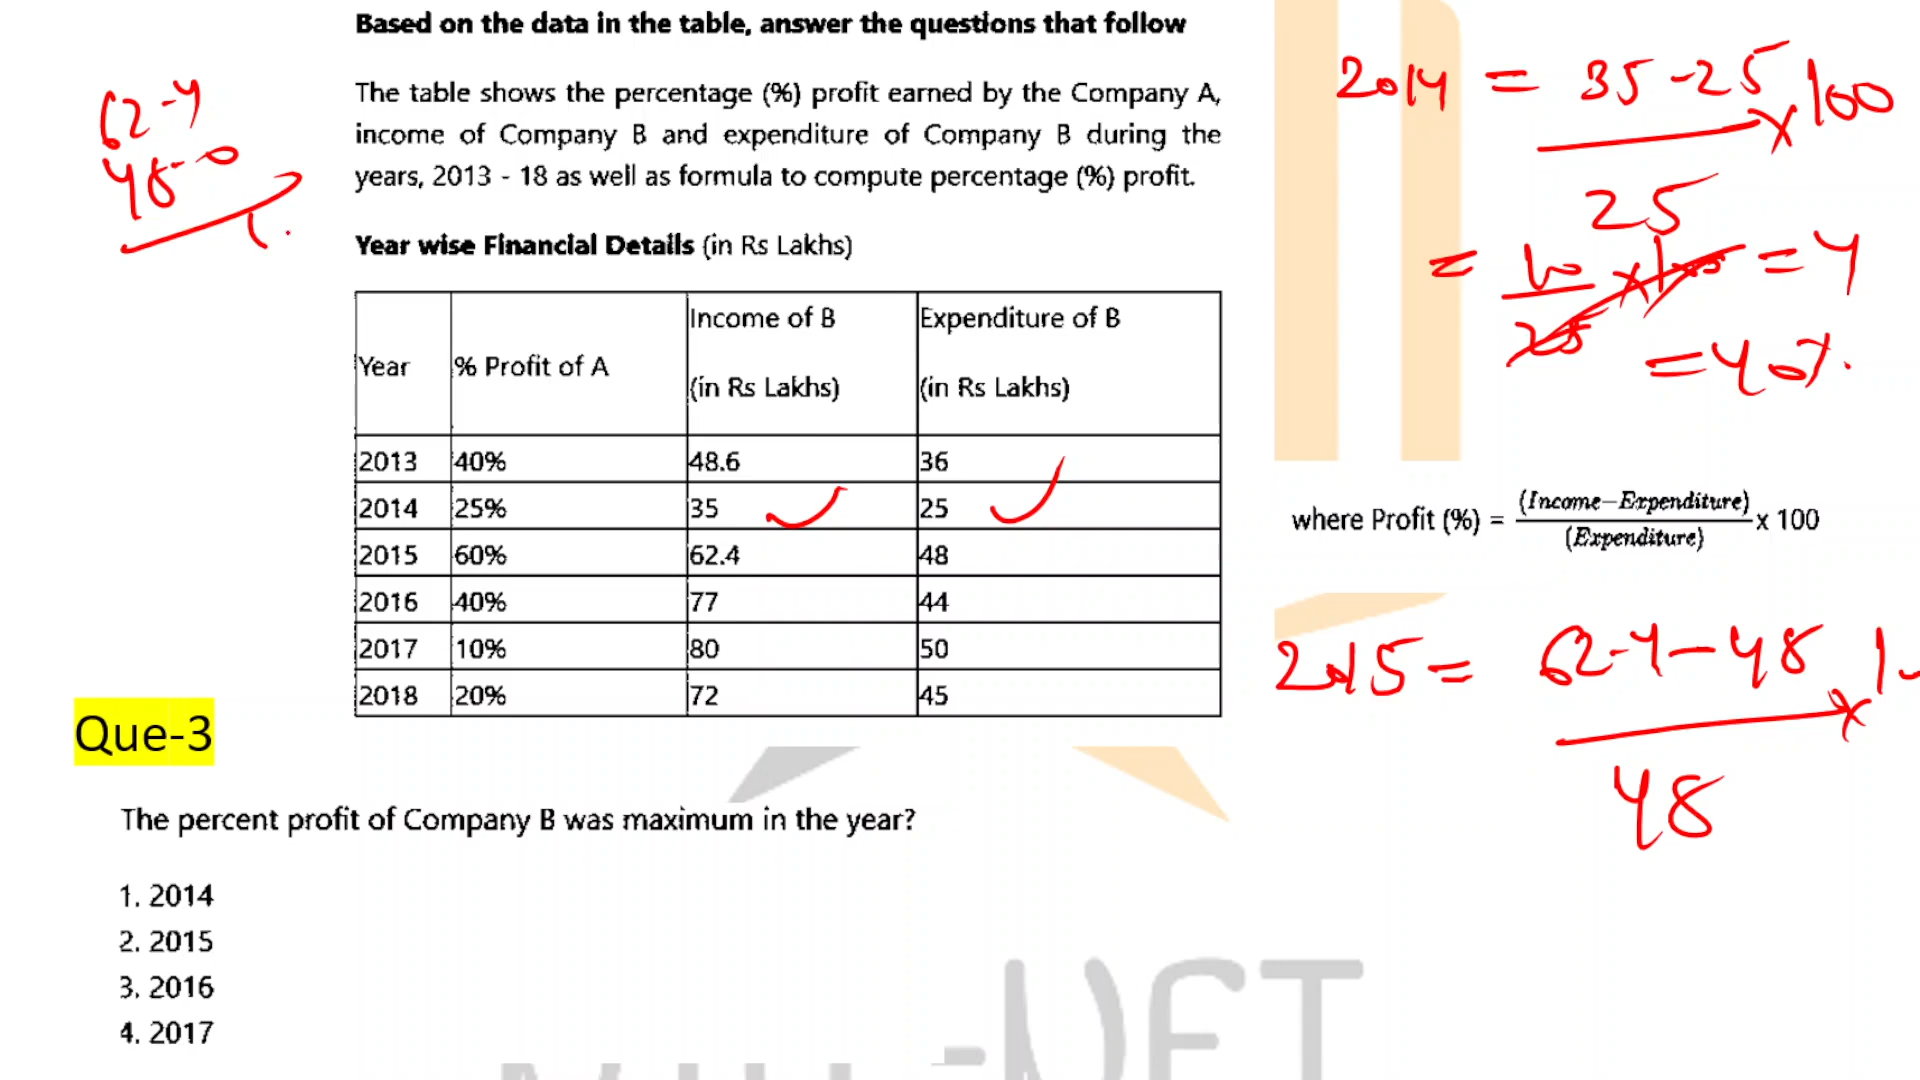 Based on the data in the table, answer the questions that follow
The table shows the percentage (%) profit earned by the Company A,
income of Company B and expenditure of Company B during the
years, 2013 - 18 as well as formula to compute percentage (%) profit.
Year wise Financial Details (in Rs Lakhs)
Year % Profit of A Income of B (in Rs Lakhs) Expenditure of B (in Rs Lakhs)
2013 40% 48.6 36
2014 25% 35 25
2015 60% 62.4 48
2016 40% 77 44
2017 10% 80 50
2018 20% 72 45
62-4
48-0
2014 = 35-25 x 100
25
= 10
25
= 4
= 40%.
where Profit (%) = (Income−Expenditure) x 100
(Expenditure)
2015 = 62.4 - 48 x
48
Que-3
The percent profit of Company B was maximum in the year?
1. 2014
2. 2015
3. 2016
4. 2017